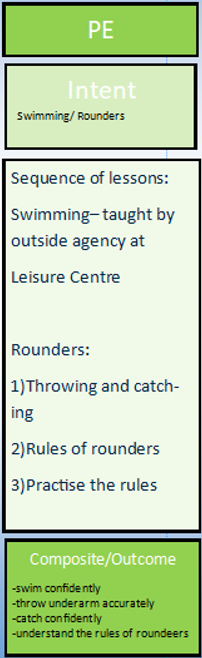 PE
Intent
Swimming/ Rounders
Sequence of lessons:
Swimming– taught by
outside agency at
Leisure Centre
Rounders:
1)Throwing and catch-
ing
2)Rules of rounders
3)Practise the rules
Composite/Outcome
-swim confidently
-throw underarm accurately
-catch confidently
-understand the rules of roundeers